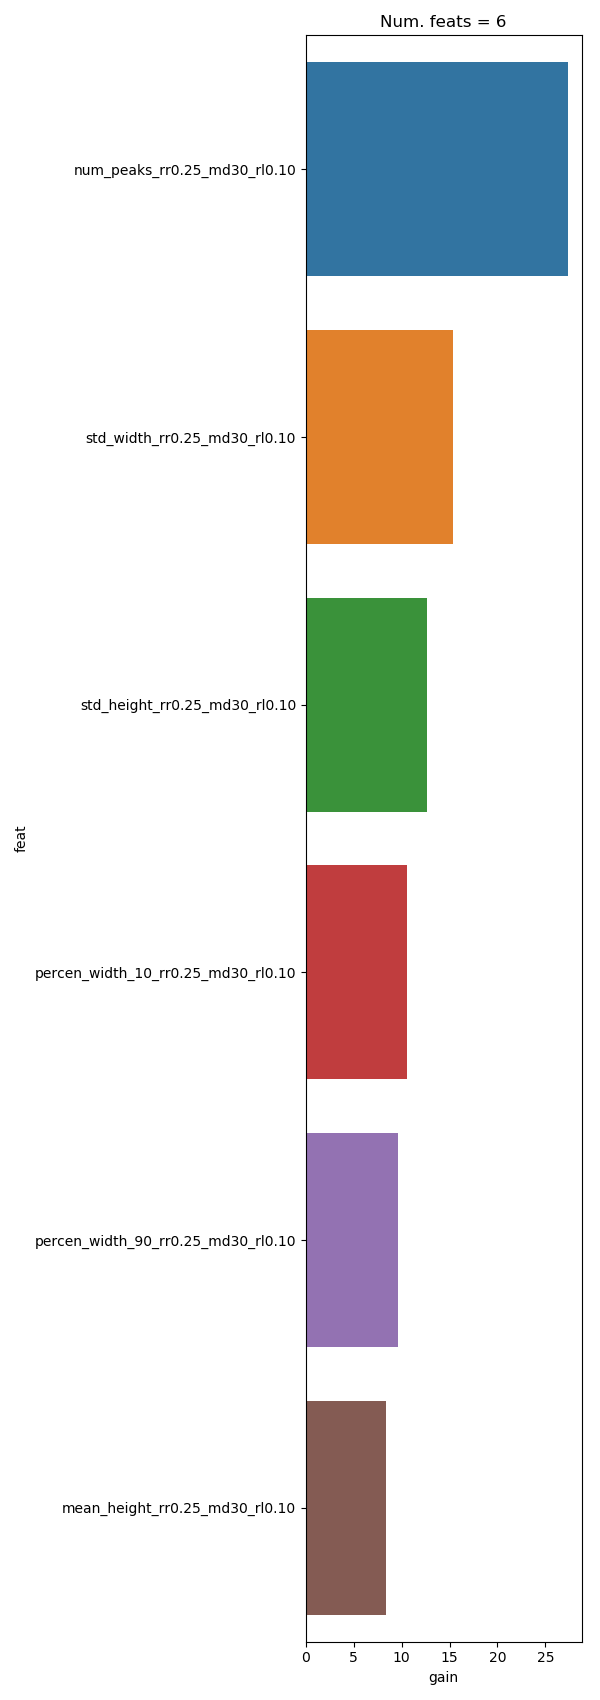 Num. feats = 6
num_peaks_rr0.25_md30_rl0.10
std_width_rr0.25_md30_rl0.10
std_height_rr0.25_md30_rl0.10
feat
percen_width_10_rr0.25_md30_rl0.10
percen_width_90_rr0.25_md30_rl0.10
mean_height_rr0.25_md30_rl0.10
0 5 10 15 20 25
gain